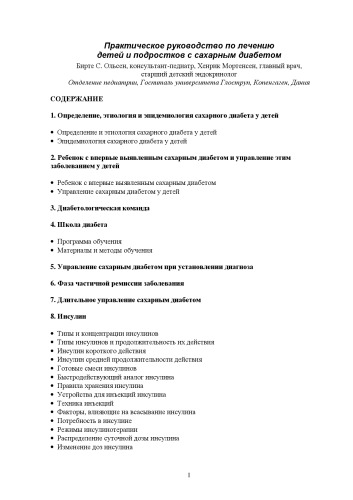 Практическое руководство по лечению
детей и подростков с сахарным диабетом
Бирте С. Ольсен, консультант-педиатр, Хенрик Мортенсен, главный врач,
старший детский эндокринолог
Отделение педиатрии, Госпиталь университета Глоструп, Копенгаген, Дания
СОДЕРЖАНИЕ
1. Определение, этиология и эпидемиология сахарного диабета у детей
• Определение и этиология сахарного диабета у детей
• Эпидемиология сахарного диабета у детей
2. Ребенок с впервые выявленным сахарным диабетом и управление этим
заболеванием у детей
• Ребенок с впервые выявленным сахарным диабетом
• Управление сахарным диабетом у детей
3. Диабетологическая команда
4. Школа диабета
• Программа обучения
• Материалы и методы обучения
5. Управление сахарным диабетом при установлении диагноза
6. Фаза частичной ремиссии заболевания
7. Длительное управление сахарным диабетом
8. Инсулин
• Типы и концентрации инсулинов
• Типы инсулинов и продолжительность их действия
• Инсулин короткого действия
• Инсулин средней продолжительности действия
• Готовые смеси инсулинов
• Быстродействующий аналог инсулина
• Правила хранения инсулина
• Устройства для инъекций инсулина
• Техника инъекций
• Факторы, влияющие на всасывание инсулина
• Потребность в инсулине
• Режимы инсулинотерапии
• Распределение суточной дозы инсулина
• Изменение доз инсулина
1